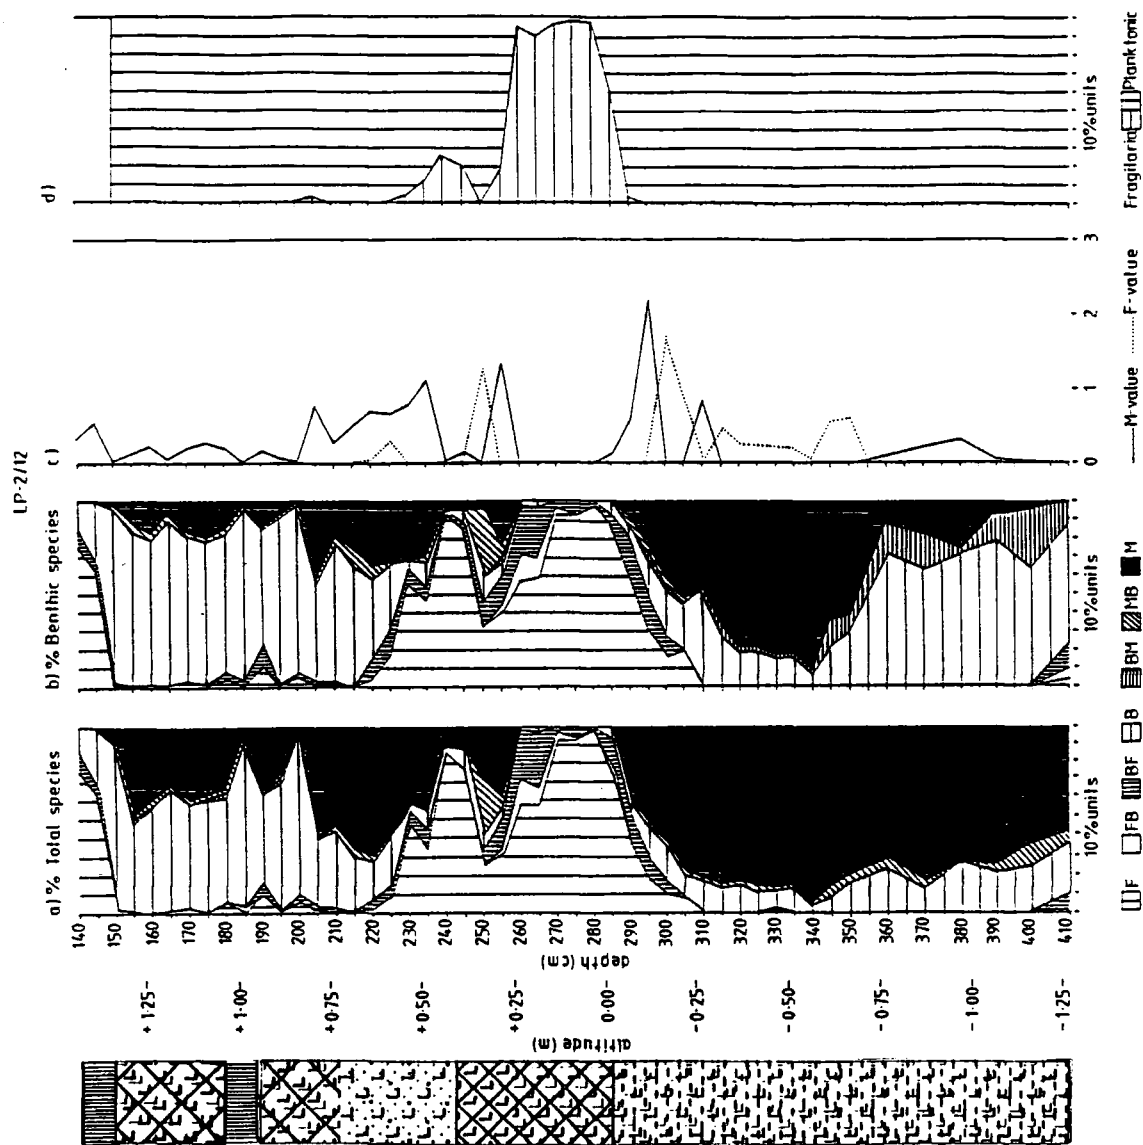 LP-2/12
a) % Total species
b) % Benthic species
c)
d)
140 150 160 170 180 190 200 210 220 230 240 250 260 270 280 290 300 310 320 330 340 350 360 370 380 390 400 410
depth (cm)
+ 1·25-
+ 1·00-
+0·75-
+0·50-
+0·25-
0·00-
-0·25-
-0·50-
-0·75-
-1·00-
-1·25-
altitude (m)
10%units
10%units
0 1 2 3
10%units
F FB BF B BM MB M
M-value F-value
Fragilaria Planktonic